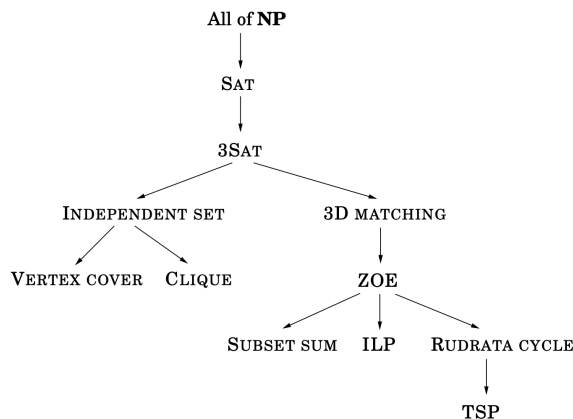 All of NP
SAT
3SAT
INDEPENDENT SET
3D MATCHING
VERTEX COVER
CLIQUE
ZOE
SUBSET SUM
ILP
RUDRATA CYCLE
TSP